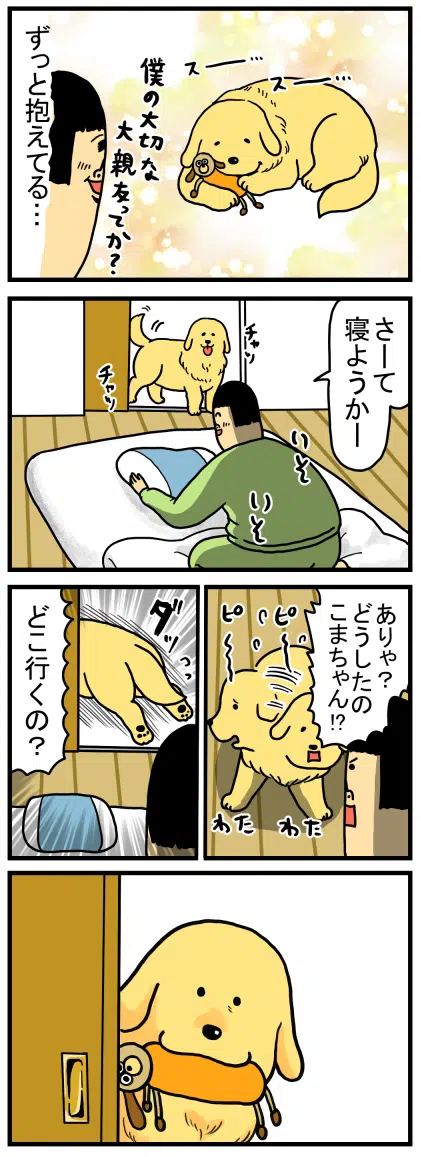 ずっと抱えてる…
スー…
スー…
僕の大切な
大親友ってか？
さーて
寝ようかー
チャッ
チャッ
いそ
いそ
ありゃ？
どうしたの
こまちゃん!?
ピー
ピー
わた
わた
ダッ
どこ行くの？